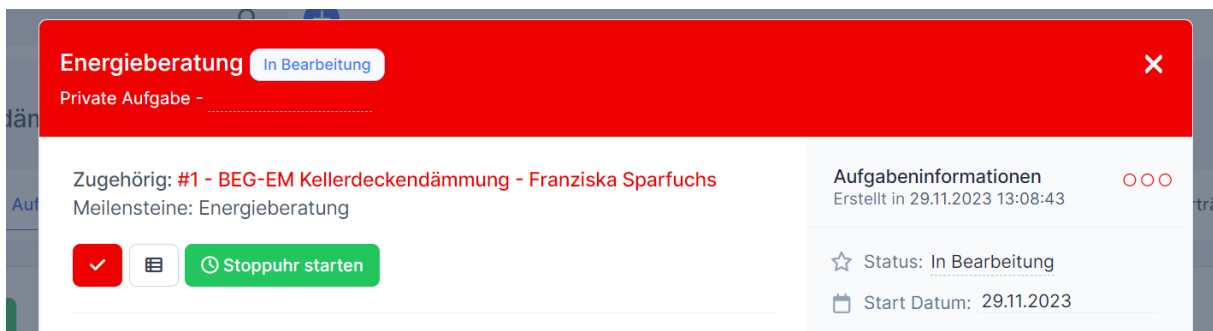 Energieberatung In Bearbeitung
Private Aufgabe -
Zugehörig: #1 - BEG-EM Kellerdeckendämmung - Franziska Sparfuchs
Meilensteine: Energieberatung
Stoppuhr starten
Aufgabeninformationen
Erstellt in 29.11.2023 13:08:43
Status: In Bearbeitung
Start Datum: 29.11.2023